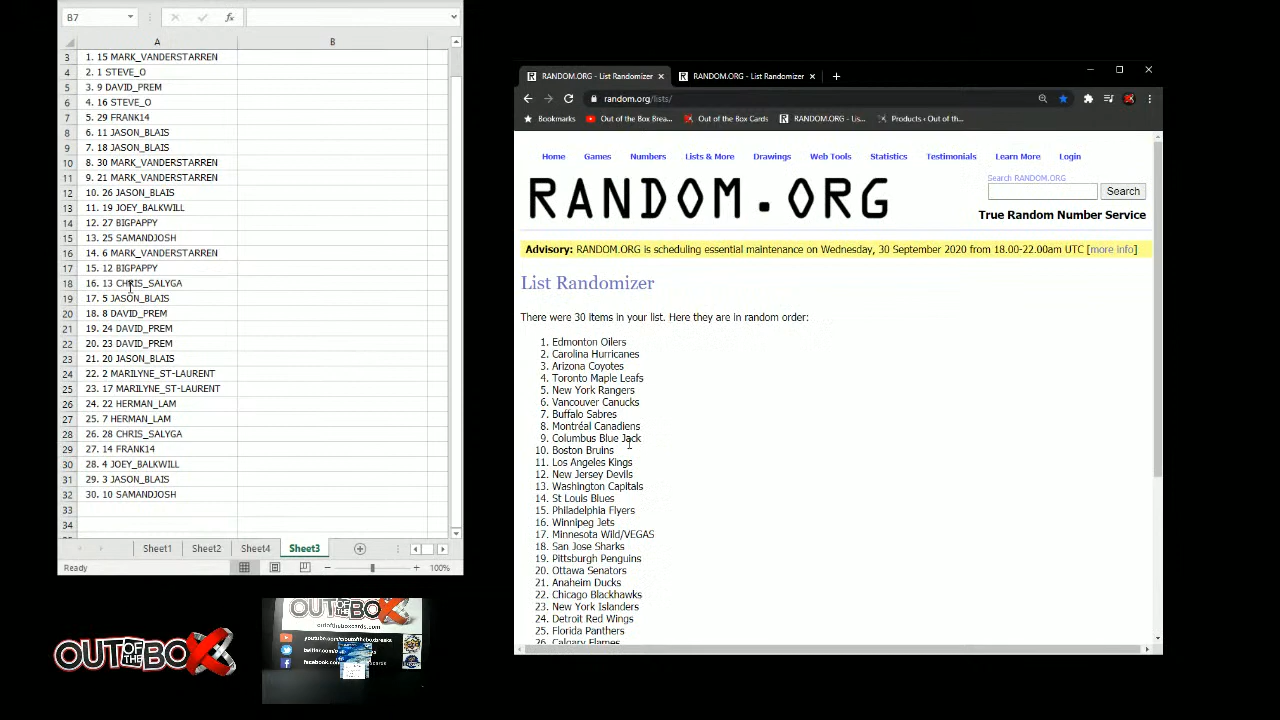 B7
A B
3 1. 15 MARK_VANDERSTARREN
4 2. 1 STEVE_O
5 3. 9 DAVID_PREM
6 4. 16 STEVE_O
7 5. 29 FRANK14
8 6. 11 JASON_BLAIS
9 7. 18 JASON_BLAIS
10 8. 30 MARK_VANDERSTARREN
11 9. 21 MARK_VANDERSTARREN
12 10. 26 JASON_BLAIS
13 11. 19 JOEY_BALKWILL
14 12. 27 BIGPAPPY
15 13. 25 SAMANDJOSH
16 14. 6 MARK_VANDERSTARREN
17 15. 12 BIGPAPPY
18 16. 13 CHRIS_SALYGA
19 17. 5 JASON_BLAIS
20 18. 8 DAVID_PREM
21 19. 24 DAVID_PREM
22 20. 23 DAVID_PREM
23 21. 20 JASON_BLAIS
24 22. 2 MARILYNE_ST-LAURENT
25 23. 17 MARILYNE_ST-LAURENT
26 24. 22 HERMAN_LAM
27 25. 7 HERMAN_LAM
28 26. 28 CHRIS_SALYGA
29 27. 14 FRANK14
30 28. 4 JOEY_BALKWILL
31 29. 3 JASON_BLAIS
32 30. 10 SAMANDJOSH
33
34
Sheet1 Sheet2 Sheet4 Sheet3
Ready 100%
OUT OF THE BOX
OUT OF THE BOX
outoftheboxcards.com
youtube.com/outoftheboxbreaks
RANDOM.ORG - List Randomizer RANDOM.ORG - List Randomizer
random.org/lists/
Bookmarks Out of the Box Brea... Out of the Box Cards RANDOM.ORG - Lis... Products ‹ Out of th...
Home Games Numbers Lists & More Drawings Web Tools Statistics Testimonials Learn More Login
Search RANDOM.ORG
RANDOM.ORG
Search
True Random Number Service
Advisory: RANDOM.ORG is scheduling essential maintenance on Wednesday, 30 September 2020 from 18.00-22.00am UTC [more info]
List Randomizer
There were 30 items in your list. Here they are in random order:
1. Edmonton Oilers
2. Carolina Hurricanes
3. Arizona Coyotes
4. Toronto Maple Leafs
5. New York Rangers
6. Vancouver Canucks
7. Buffalo Sabres
8. Montréal Canadiens
9. Columbus Blue Jack
10. Boston Bruins
11. Los Angeles Kings
12. New Jersey Devils
13. Washington Capitals
14. St Louis Blues
15. Philadelphia Flyers
16. Winnipeg Jets
17. Minnesota Wild/VEGAS
18. San Jose Sharks
19. Pittsburgh Penguins
20. Ottawa Senators
21. Anaheim Ducks
22. Chicago Blackhawks
23. New York Islanders
24. Detroit Red Wings
25. Florida Panthers
26. Calgary Flames